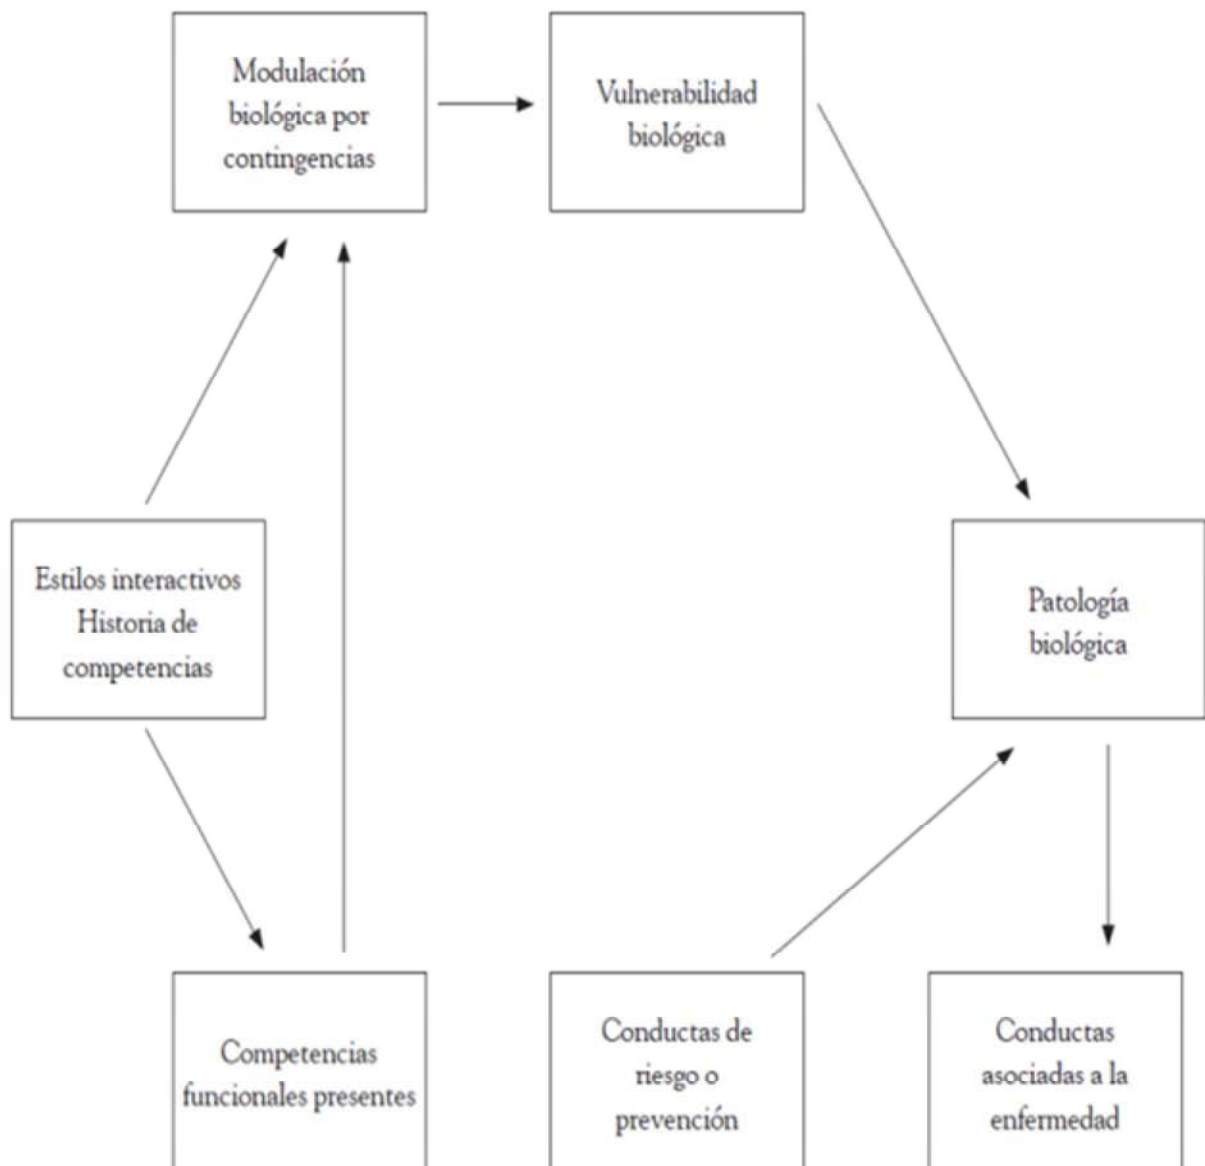 Modulación
biológica por
contingencias
Vulnerabilidad
biológica
Estilos interactivos
Historia de
competencias
Patología
biológica
Competencias
funcionales presentes
Conductas de
riesgo o
prevención
Conductas
asociadas a la
enfermedad